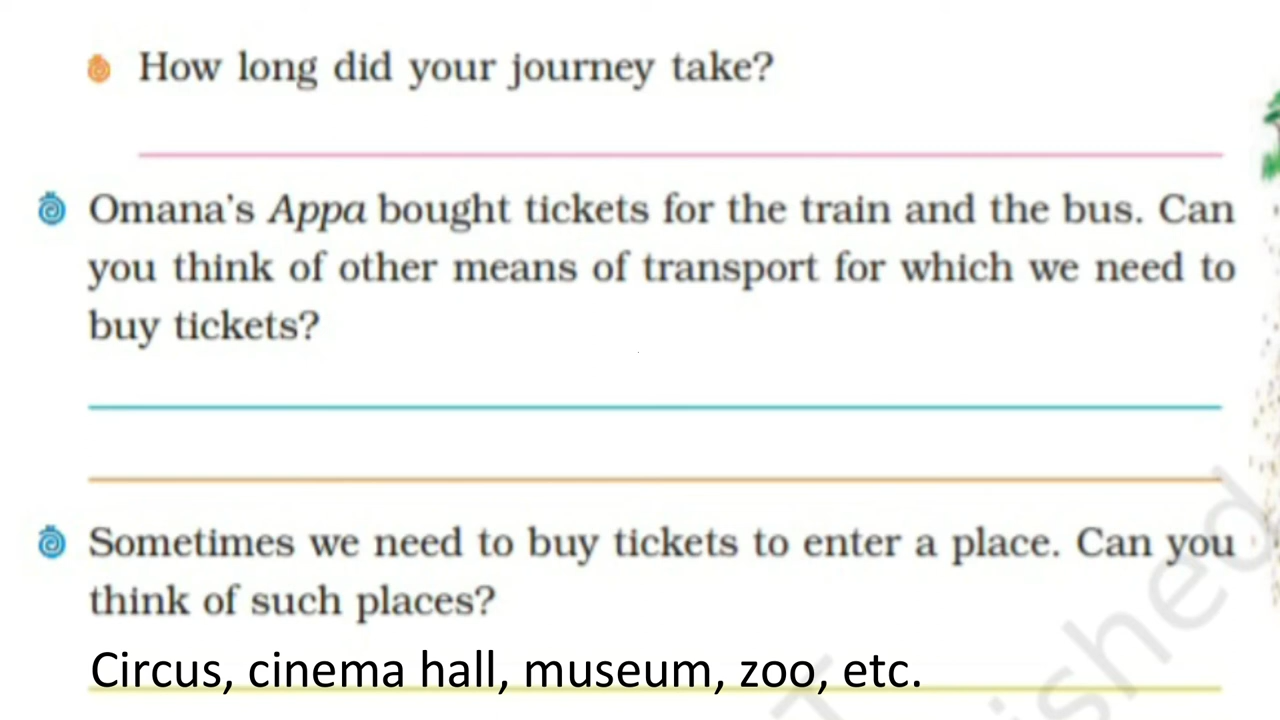 How long did your journey take?
Omana's Appa bought tickets for the train and the bus. Can
you think of other means of transport for which we need to
buy tickets?
Sometimes we need to buy tickets to enter a place. Can you
think of such places?
Circus, cinema hall, museum, zoo, etc.